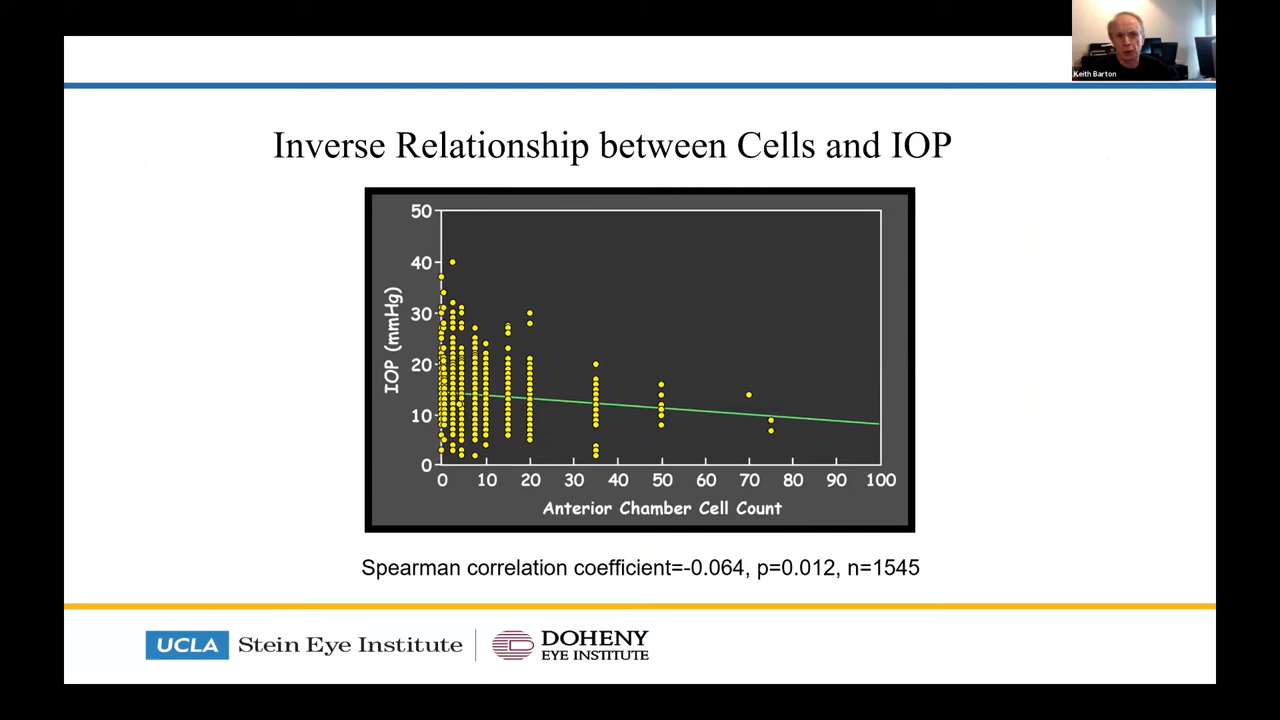 Keith Barton
Inverse Relationship between Cells and IOP
50
40
30
20
10
0
IOP (mmHg)
0 10 20 30 40 50 60 70 80 90 100
Anterior Chamber Cell Count
Spearman correlation coefficient=-0.064, p=0.012, n=1545
UCLA Stein Eye Institute
DOHENY
EYE INSTITUTE